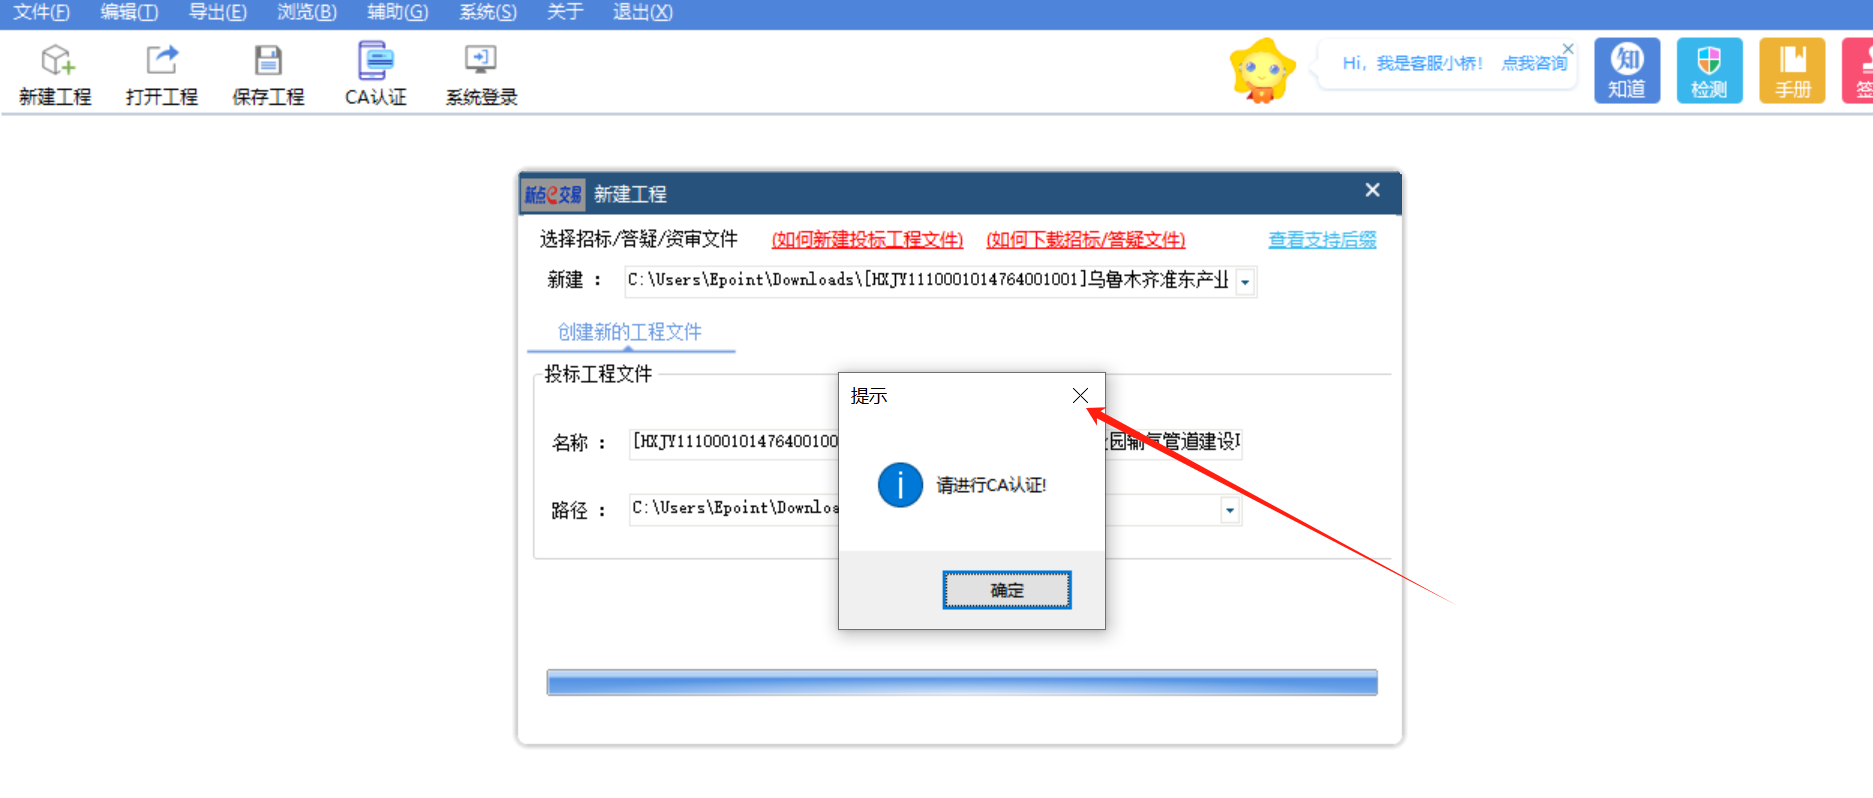 文件(F) 编辑(T) 导出(E) 浏览(B) 辅助(G) 系统(S) 关于 退出(X)
新建工程 打开工程 保存工程 CA认证 系统登录
Hi，我是客服小桥！ 点我咨询
知
知道 检测 手册 签
新点e交易 新建工程
选择招标/答疑/资审文件 (如何新建投标工程文件) (如何下载招标/答疑文件) 查看支持后缀
新建： C:\Users\Epoint\Downloads\[HXJY1110001014764001001]乌鲁木齐准东产业
创建新的工程文件
投标工程文件
提示
名称： [HXJY111000101476400100 园输气管道建设项
请进行CA认证!
路径： C:\Users\Epoint\Downloa
确定